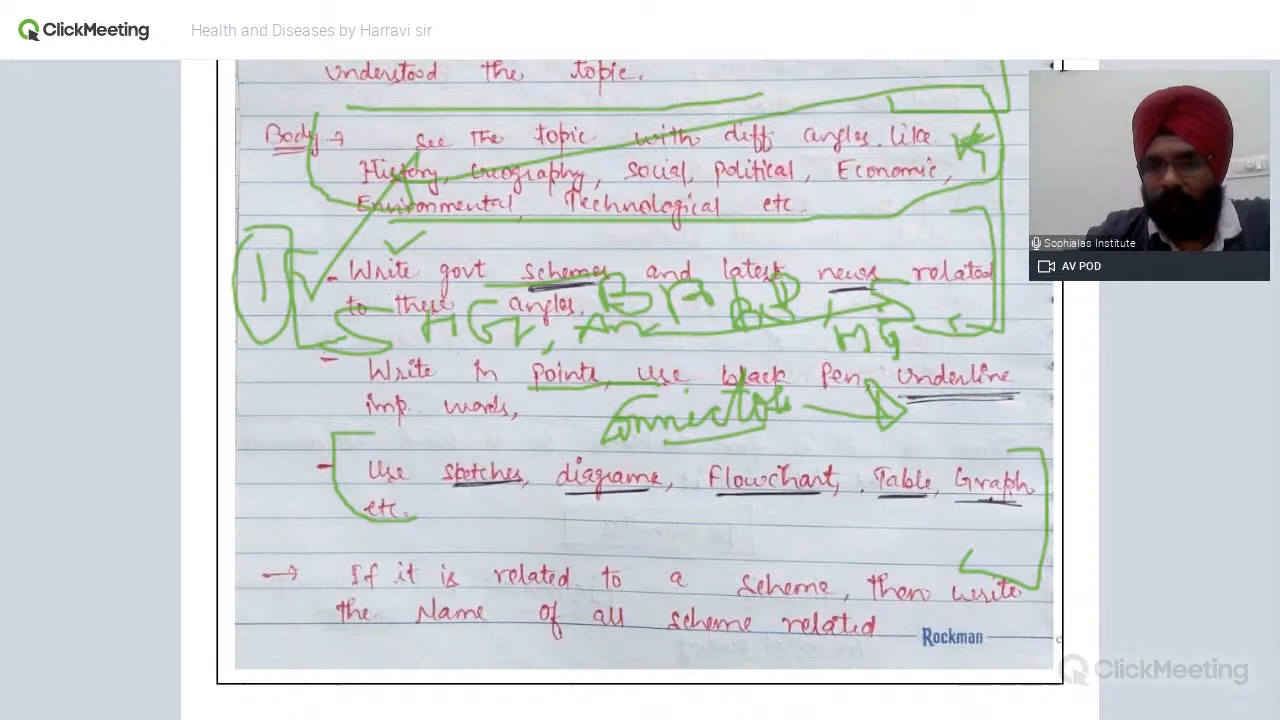 ClickMeeting
Health and Diseases by Harravi sir
understood the topic.
Body → See the topic with diff angles like
History, Geography, Social, Political, Economic,
Environmental, Technological etc.
- Write govt schemes and latest news related
to these angles.
- Write in points, use black pen, underline
imp. words,
Connectors
- Use sketches, diagrams, Flowchart, Table, Graph
etc.
→ If it is related to a scheme, then write
the Name of all scheme related
Rockman
Sophialas Institute
AV POD
ClickMeeting